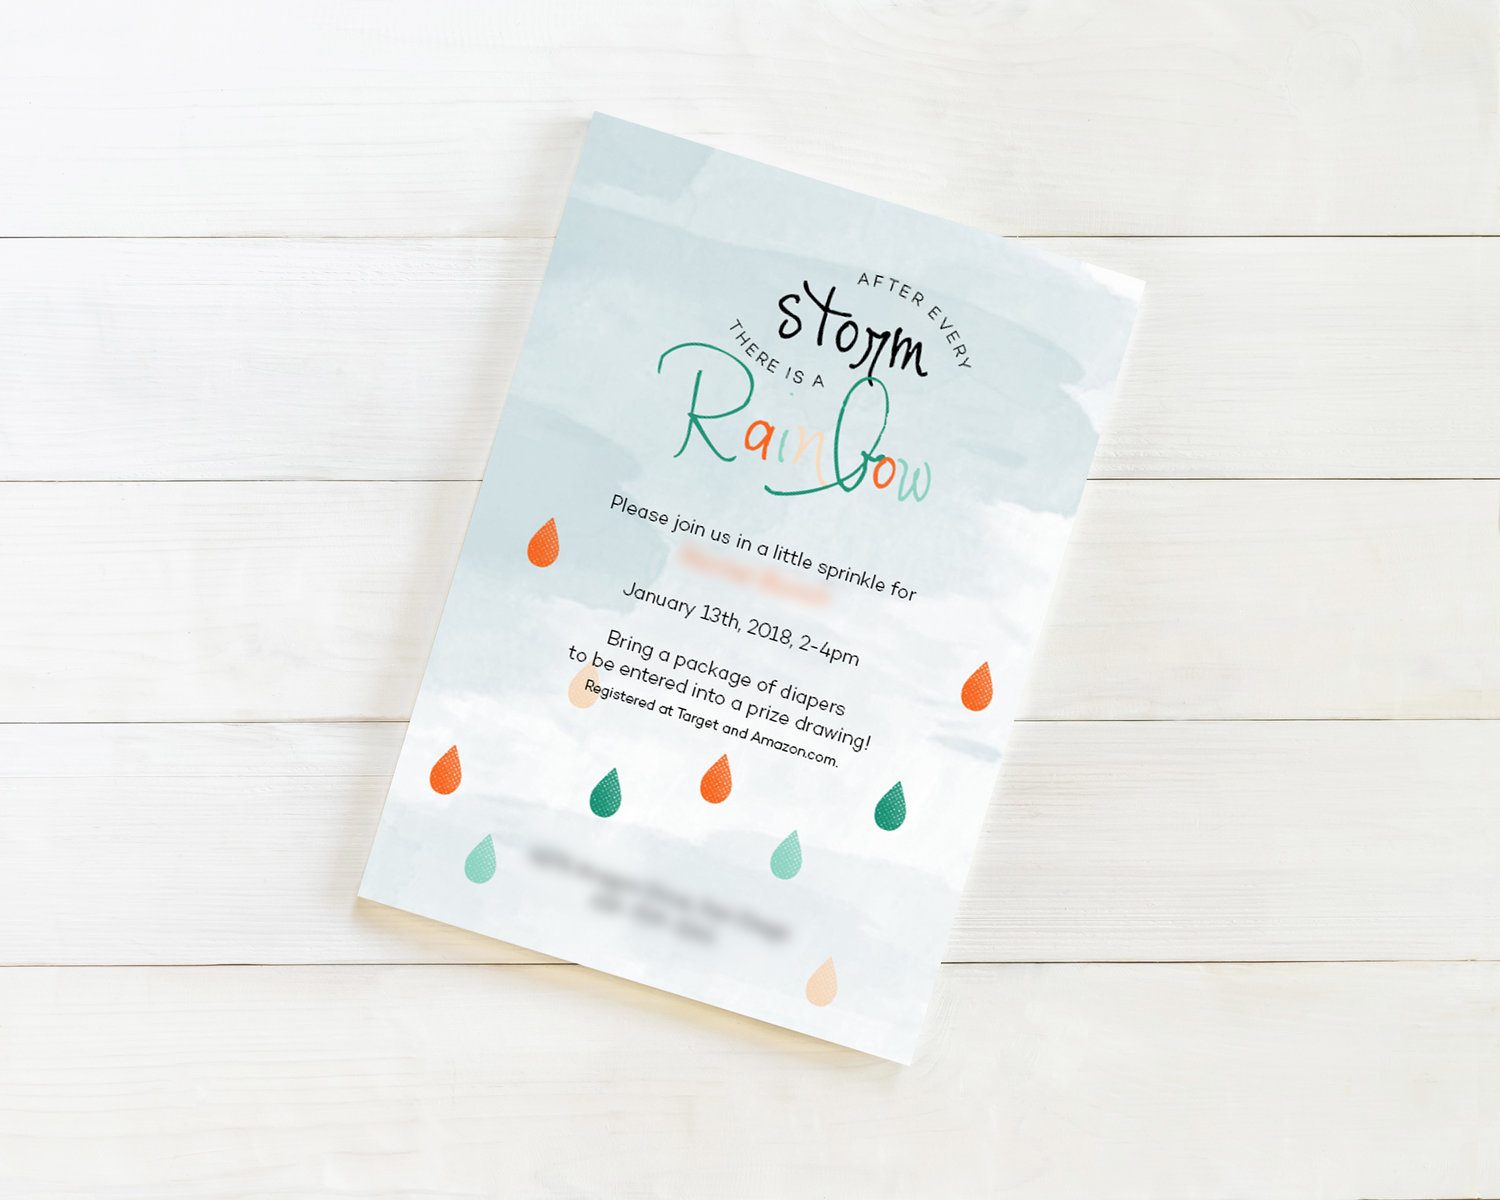 AFTER EVERY
storm
THERE IS A
Rainbow
Please join us in a little sprinkle for
January 13th, 2018, 2-4pm
Bring a package of diapers
to be entered into a prize drawing!
Registered at Target and Amazon.com.